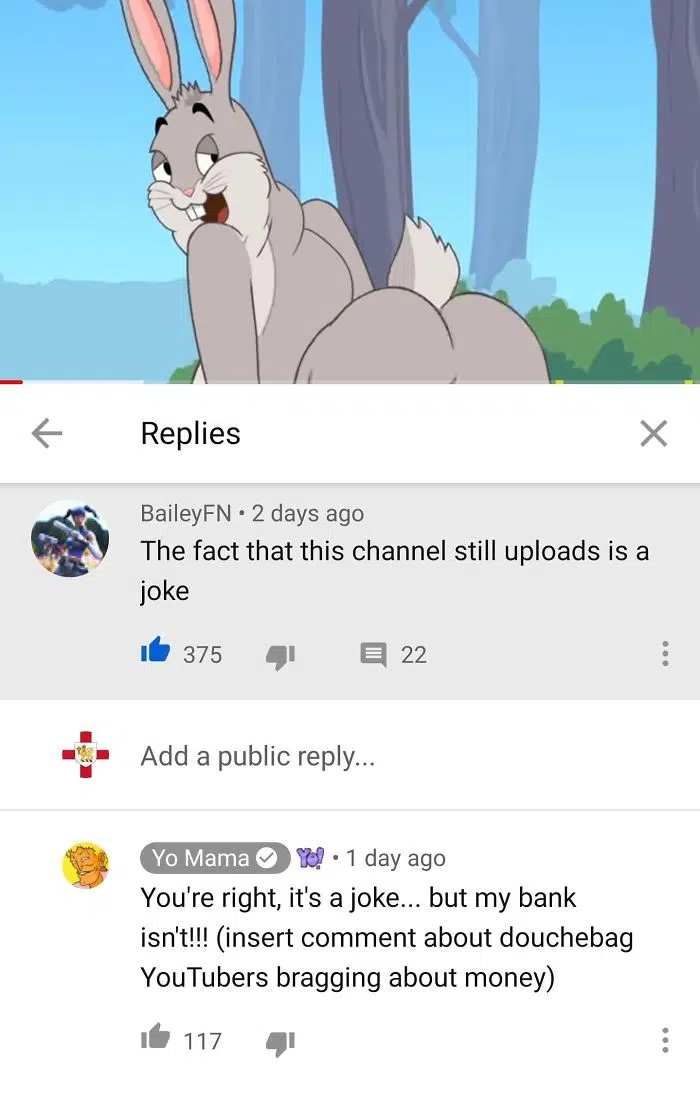 Replies
BaileyFN • 2 days ago
The fact that this channel still uploads is a
joke
375
22
Add a public reply...
Yo Mama Yo! • 1 day ago
You're right, it's a joke... but my bank
isn't!!! (insert comment about douchebag
YouTubers bragging about money)
117